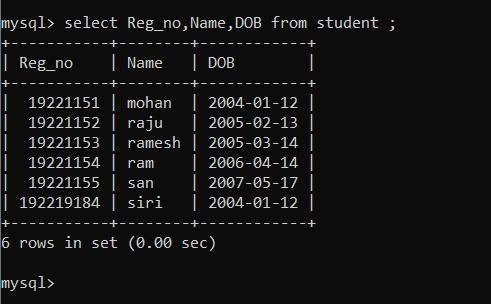 mysql> select Reg_no,Name,DOB from student ;
+-----------+--------+------------+
| Reg_no    | Name   | DOB        |
+-----------+--------+------------+
|  19221151 | mohan  | 2004-01-12 |
|  19221152 | raju   | 2005-02-13 |
|  19221153 | ramesh | 2005-03-14 |
|  19221154 | ram    | 2006-04-14 |
|  19221155 | san    | 2007-05-17 |
| 192219184 | siri   | 2004-01-12 |
+-----------+--------+------------+
6 rows in set (0.00 sec)
mysql>